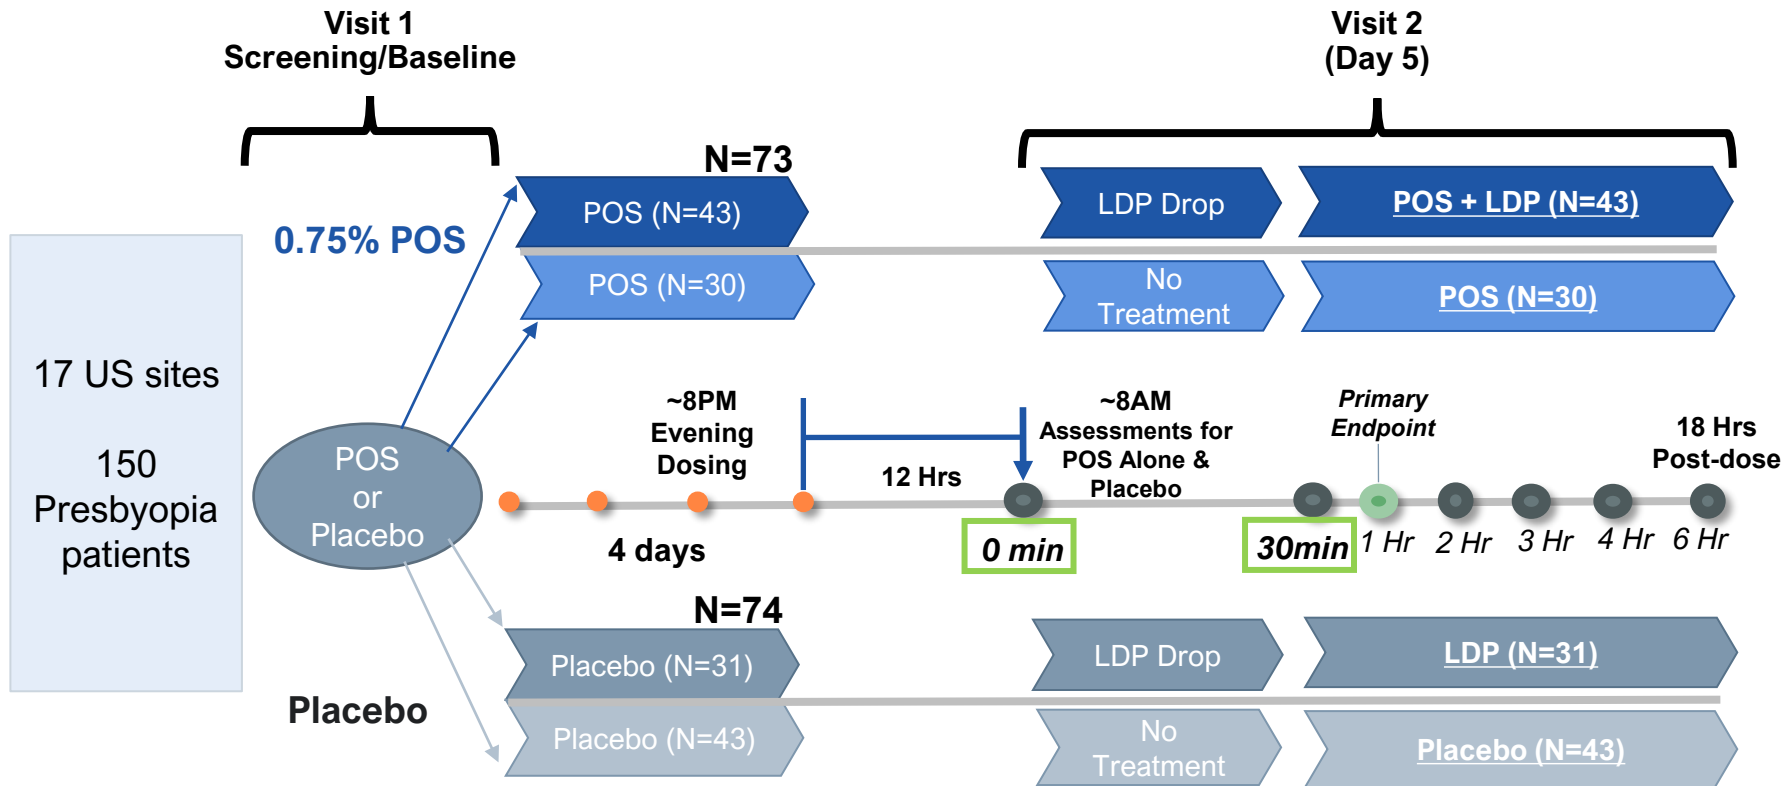 Visit 1
Screening/Baseline
Visit 2
(Day 5)
N=73
POS (N=43)
LDP Drop
POS + LDP (N=43)
0.75% POS
POS (N=30)
No
Treatment
POS (N=30)
17 US sites
150
Presbyopia
patients
POS
or
Placebo
~8PM
Evening
Dosing
12 Hrs
~8AM
Assessments for
POS Alone &
Placebo
Primary
Endpoint
18 Hrs
Post-dose
4 days
0 min
30min
1 Hr
2 Hr
3 Hr
4 Hr
6 Hr
N=74
Placebo (N=31)
LDP Drop
LDP (N=31)
Placebo
Placebo (N=43)
No
Treatment
Placebo (N=43)